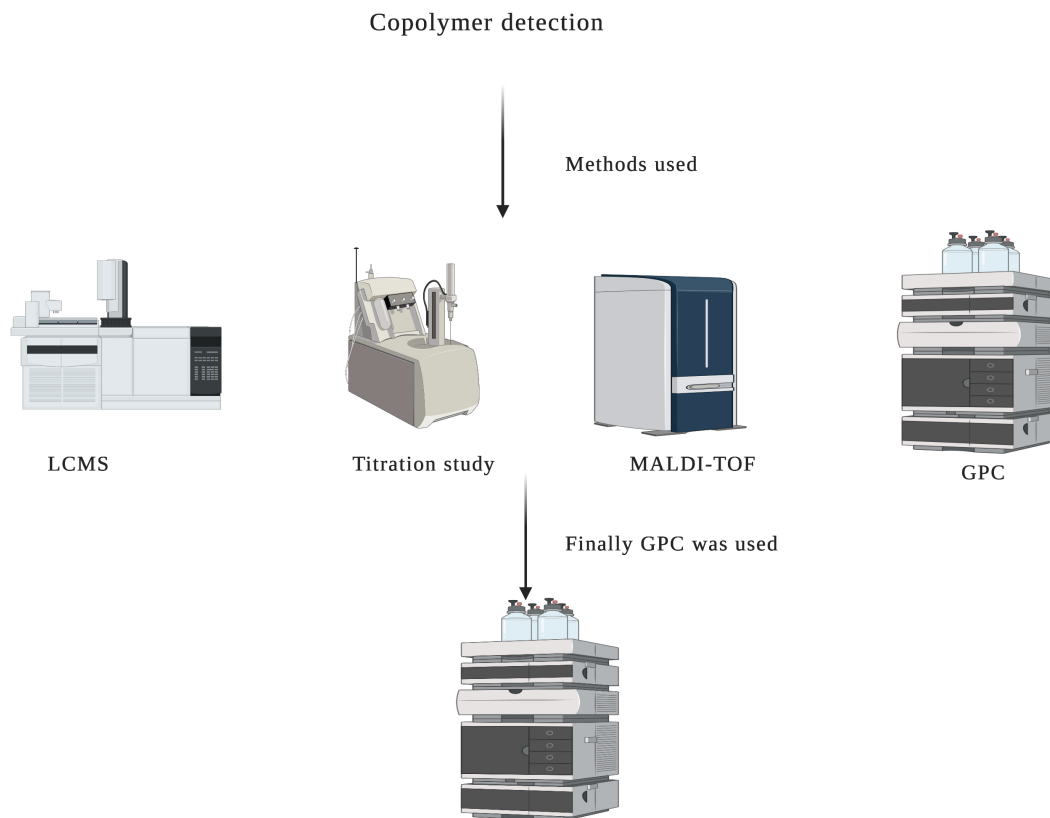 Copolymer detection
Methods used
LCMS
Titration study
MALDI-TOF
GPC
Finally GPC was used